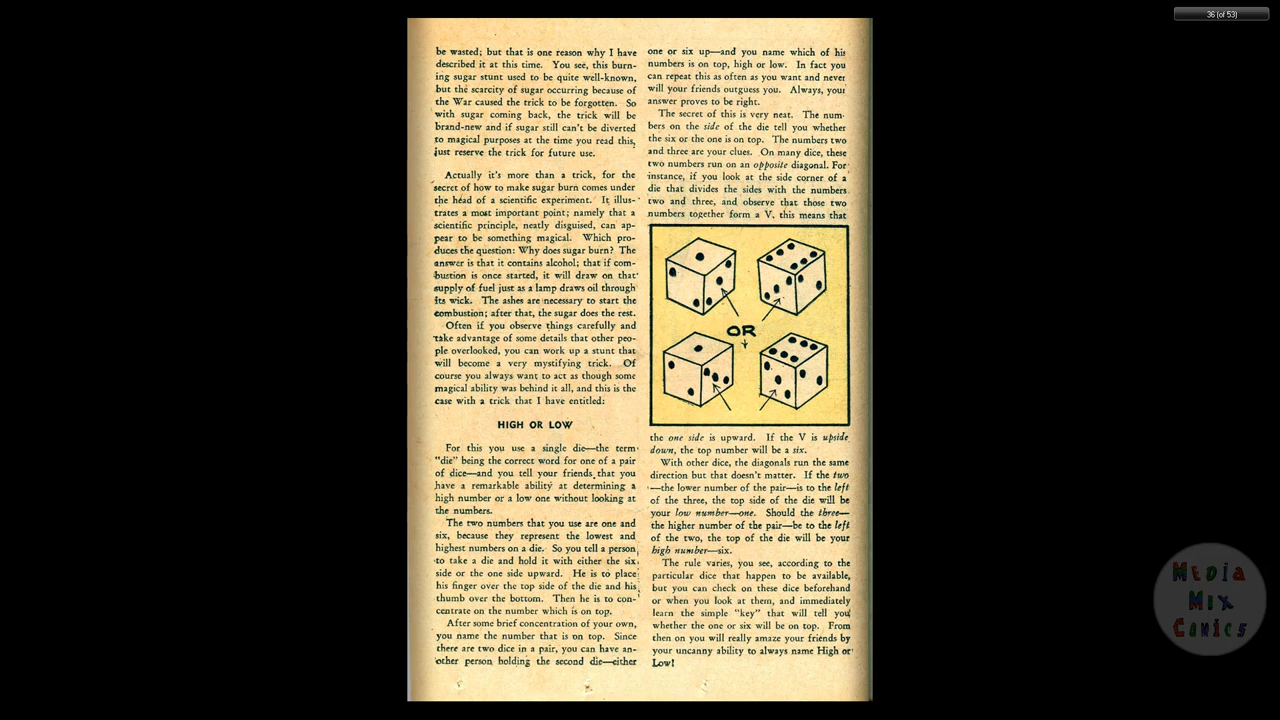 36 (of 53)
be wasted; but that is one reason why I have
described it at this time. You see, this burn-
ing sugar stunt used to be quite well-known,
but the scarcity of sugar occurring because of
the War caused the trick to be forgotten. So
with sugar coming back, the trick will be
brand-new and if sugar still can't be diverted
to magical purposes at the time you read this,
just reserve the trick for future use.
Actually it's more than a trick, for the
secret of how to make sugar burn comes under
the head of a scientific experiment. It illus-
trates a most important point; namely that a
scientific principle, neatly disguised, can ap-
pear to be something magical. Which pro-
duces the question: Why does sugar burn? The
answer is that it contains alcohol; that if com-
bustion is once started, it will draw on that
supply of fuel just as a lamp draws oil through
its wick. The ashes are necessary to start the
combustion; after that, the sugar does the rest.
Often if you observe things carefully and
take advantage of some details that other peo-
ple overlooked, you can work up a stunt that
will become a very mystifying trick. Of
course you always want to act as though some
magical ability was behind it all, and this is the
case with a trick that I have entitled:
HIGH OR LOW
For this you use a single die—the term
"die" being the correct word for one of a pair
of dice—and you tell your friends that you
have a remarkable ability at determining a
high number or a low one without looking at
the numbers.
The two numbers that you use are one and
six, because they represent the lowest and
highest numbers on a die. So you tell a person
to take a die and hold it with either the six
side or the one side upward. He is to place
his finger over the top side of the die and his
thumb over the bottom. Then he is to con-
centrate on the number which is on top.
After some brief concentration of your own,
you name the number that is on top. Since
there are two dice in a pair, you can have an-
other person holding the second die—either
one or six up—and you name which of his
numbers is on top, high or low. In fact you
can repeat this as often as you want and never
will your friends outguess you. Always, your
answer proves to be right.
The secret of this is very neat. The num-
bers on the side of the die tell you whether
the six or the one is on top. The numbers two
and three are your clues. On many dice, these
two numbers run on an opposite diagonal. For
instance, if you look at the side corner of a
die that divides the sides with the numbers
two and three, and observe that those two
numbers together form a V, this means that
OR
the one side is upward. If the V is upside
down, the top number will be a six.
With other dice, the diagonals run the same
direction but that doesn't matter. If the two
—the lower number of the pair—is to the left
of the three, the top side of the die will be
your low number—one. Should the three—
the higher number of the pair—be to the left
of the two, the top of the die will be your
high number—six.
The rule varies, you see, according to the
particular dice that happen to be available,
but you can check on these dice beforehand
or when you look at them, and immediately
learn the simple "key" that will tell you
whether the one or six will be on top. From
then on you will really amaze your friends by
your uncanny ability to always name High or
Low!
MEDIA
MIX
COMICS